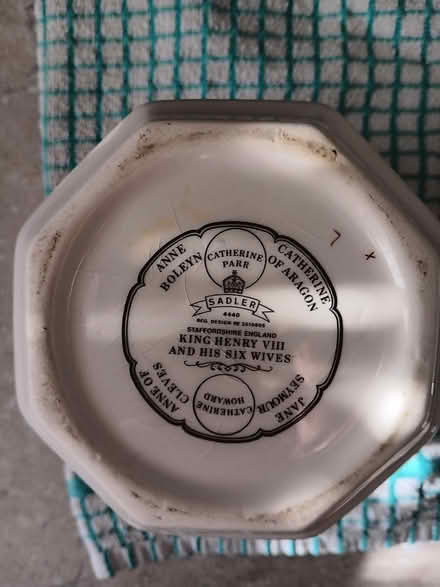 CATHERINE
PARR
ANNE
BOLEYN
CATHERINE
OF ARAGON
SADLER
4440
STAFFORDSHIRE ENGLAND
KING HENRY VIII
AND HIS SIX WIVES
ANNE OF
CLEVES
CATHERINE
HOWARD
JANE
SEYMOUR
7 x